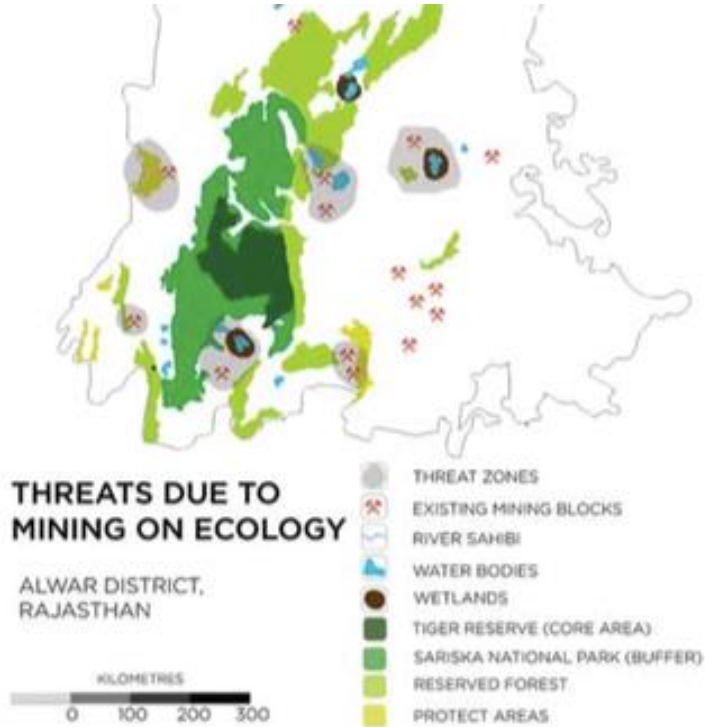 THREATS DUE TO
MINING ON ECOLOGY
ALWAR DISTRICT,
RAJASTHAN
KILOMETRES
0 100 200 300
THREAT ZONES
EXISTING MINING BLOCKS
RIVER SAHIBI
WATER BODIES
WETLANDS
TIGER RESERVE (CORE AREA)
SARISKA NATIONAL PARK (BUFFER)
RESERVED FOREST
PROTECT AREAS